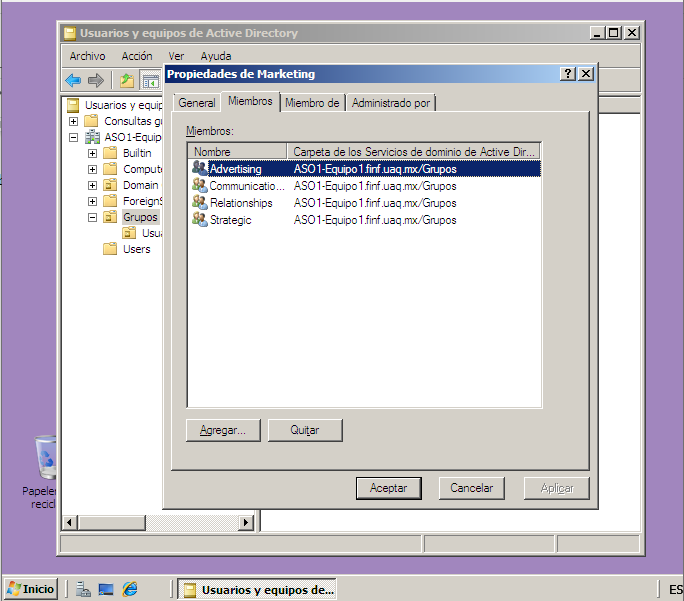 Usuarios y equipos de Active Directory
Archivo Acción Ver Ayuda
Propiedades de Marketing
General Miembros Miembro de Administrado por
Miembros:
Nombre Carpeta de los Servicios de dominio de Active Dir...
Advertising ASO1-Equipo1.finf.uaq.mx/Grupos
Communicatio... ASO1-Equipo1.finf.uaq.mx/Grupos
Relationships ASO1-Equipo1.finf.uaq.mx/Grupos
Strategic ASO1-Equipo1.finf.uaq.mx/Grupos
Agregar... Quitar
Aceptar Cancelar Aplicar
Usuarios y equip
Consultas gu
ASO1-Equip
Builtin
Compute
Domain
ForeignS
Grupos
Usua
Users
Papeler
recicl
Inicio Usuarios y equipos de... ES